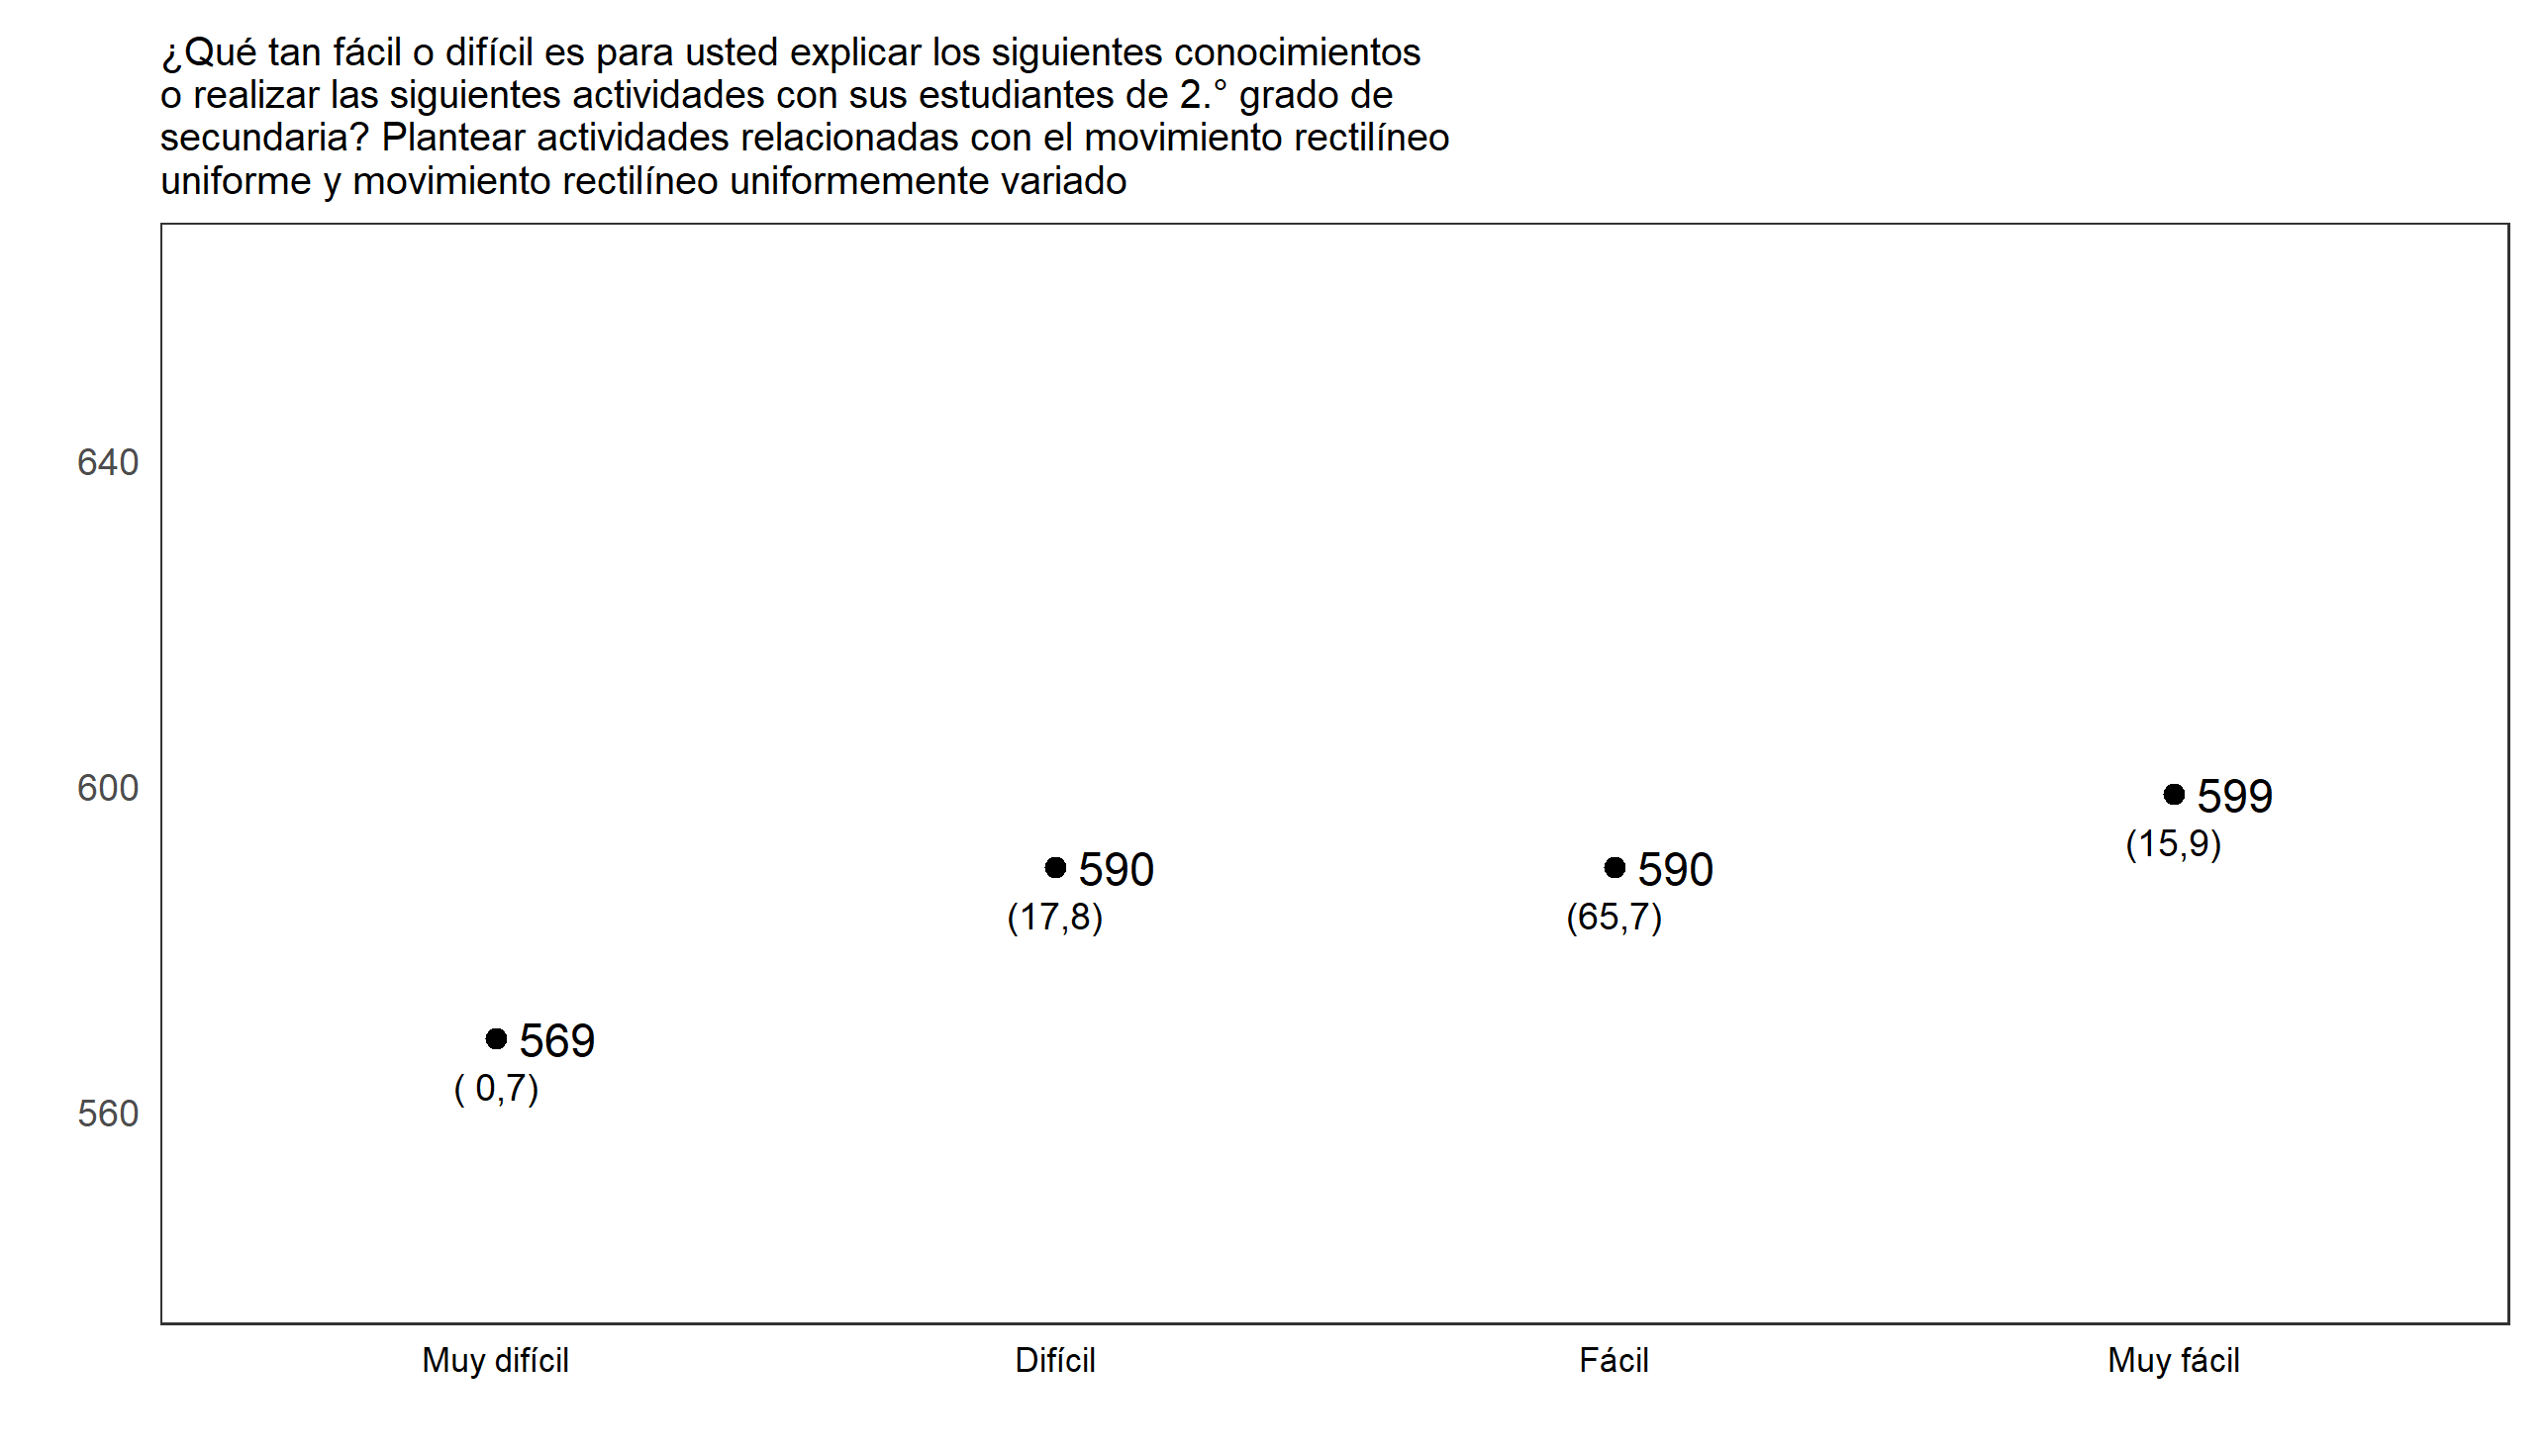 ¿Qué tan fácil o difícil es para usted explicar los siguientes conocimientos
o realizar las siguientes actividades con sus estudiantes de 2.° grado de
secundaria? Plantear actividades relacionadas con el movimiento rectilíneo
uniforme y movimiento rectilíneo uniformemente variado
640
600
560
569
( 0,7)
590
(17,8)
590
(65,7)
599
(15,9)
Muy difícil
Difícil
Fácil
Muy fácil